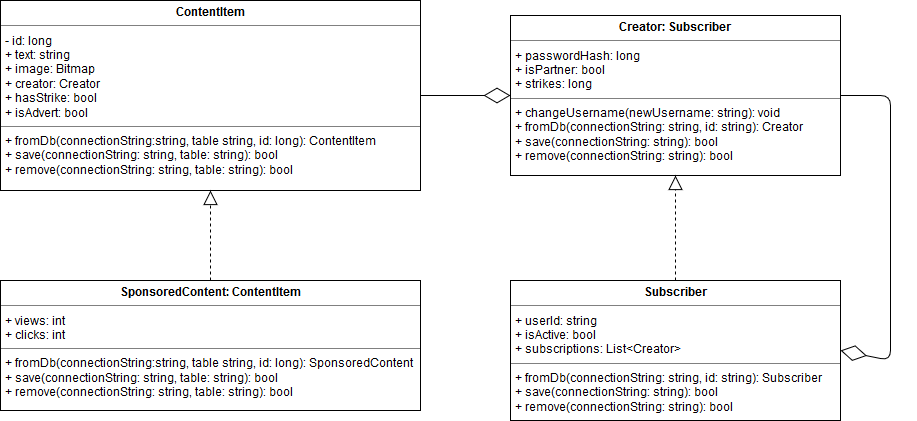 ContentItem
- id: long
+ text: string
+ image: Bitmap
+ creator: Creator
+ hasStrike: bool
+ isAdvert: bool
+ fromDb(connectionString:string, table string, id: long): ContentItem
+ save(connectionString: string, table: string): bool
+ remove(connectionString: string, table: string): bool
Creator: Subscriber
+ passwordHash: long
+ isPartner: bool
+ strikes: long
+ changeUsername(newUsername: string): void
+ fromDb(connectionString: string, id: string): Creator
+ save(connectionString: string): bool
+ remove(connectionString: string): bool
SponsoredContent: ContentItem
+ views: int
+ clicks: int
+ fromDb(connectionString:string, table string, id: long): SponsoredContent
+ save(connectionString: string, table: string): bool
+ remove(connectionString: string, table: string): bool
Subscriber
+ userId: string
+ isActive: bool
+ subscriptions: List<Creator>
+ fromDb(connectionString: string, id: string): Subscriber
+ save(connectionString: string): bool
+ remove(connectionString: string): bool